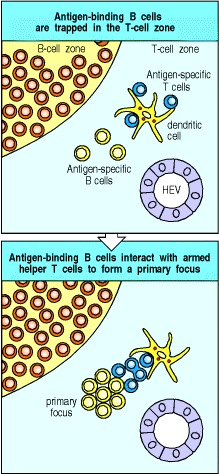 Antigen-binding B cells
are trapped in the T-cell zone
B-cell zone
T-cell zone
Antigen-specific
T cells
dendritic
cell
Antigen-specific
B cells
HEV
Antigen-binding B cells interact with armed
helper T cells to form a primary focus
primary
focus